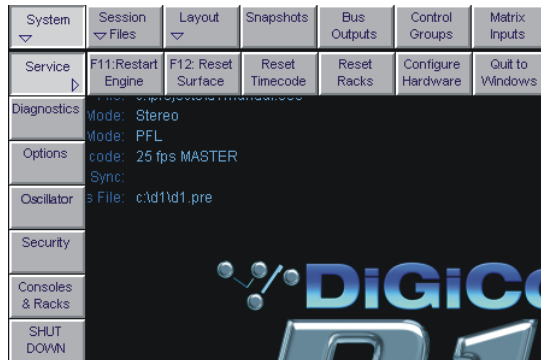 System
Session
Files
Layout
Snapshots
Bus
Outputs
Control
Groups
Matrix
Inputs
Service
F11:Restart
Engine
F12: Reset
Surface
Reset
Timecode
Reset
Racks
Configure
Hardware
Quit to
Windows
Diagnostics
Mode: Stereo
Mode: PFL
Options
code: 25 fps MASTER
Sync:
Oscillator
s File: c:\d1\d1.pre
Security
DiGiCo
Consoles
& Racks
D1
SHUT
DOWN